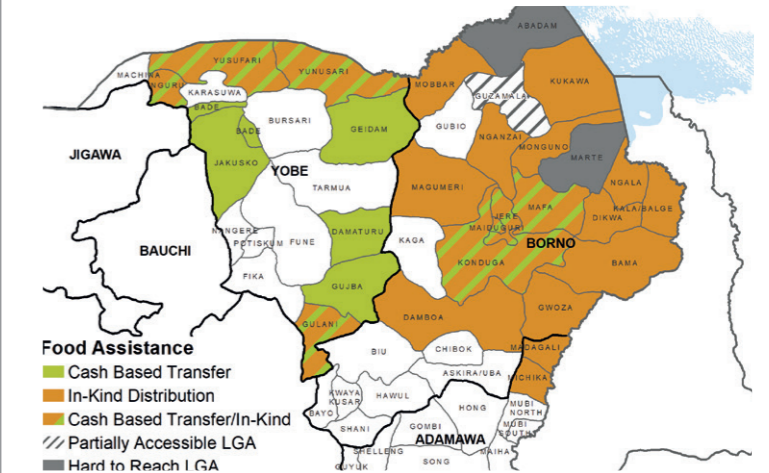 ABADAM
YUSUFARI
YUNUSARI
MACHINA
NGURU
KARASUWA
MOBBAR
KUKAWA
GUZAMALA
BADE
BURSARI
GEIDAM
GUBIO
BADE
NGANZAI
MONGUNO
JIGAWA
MARTE
JAKUSKO
YOBE
TARMUA
MAGUMERI
NGALA
MAFA
KALA/BALGE
JERE
DIKWA
NANGERE
DAMATURU
MAIDUGURI
BAUCHI
POTISKUM
FUNE
KAGA
BORNO
KONDUGA
BAMA
FIKA
GUJBA
GWOZA
GULANI
DAMBOA
Food Assistance
Cash Based Transfer
In-Kind Distribution
Cash Based Transfer/In-Kind
Partially Accessible LGA
Hard to Reach LGA
BIU
CHIBOK
MADAGALI
ASKIRA/UBA
MICHIKA
KWAYA
KUSAR
HAWUL
BAYO
HONG
MUBI
NORTH
SHANI
GOMBI
MUBI
SOUTH
ADAMAWA
SHELLENG
MAIHA
GUYUK
SONG